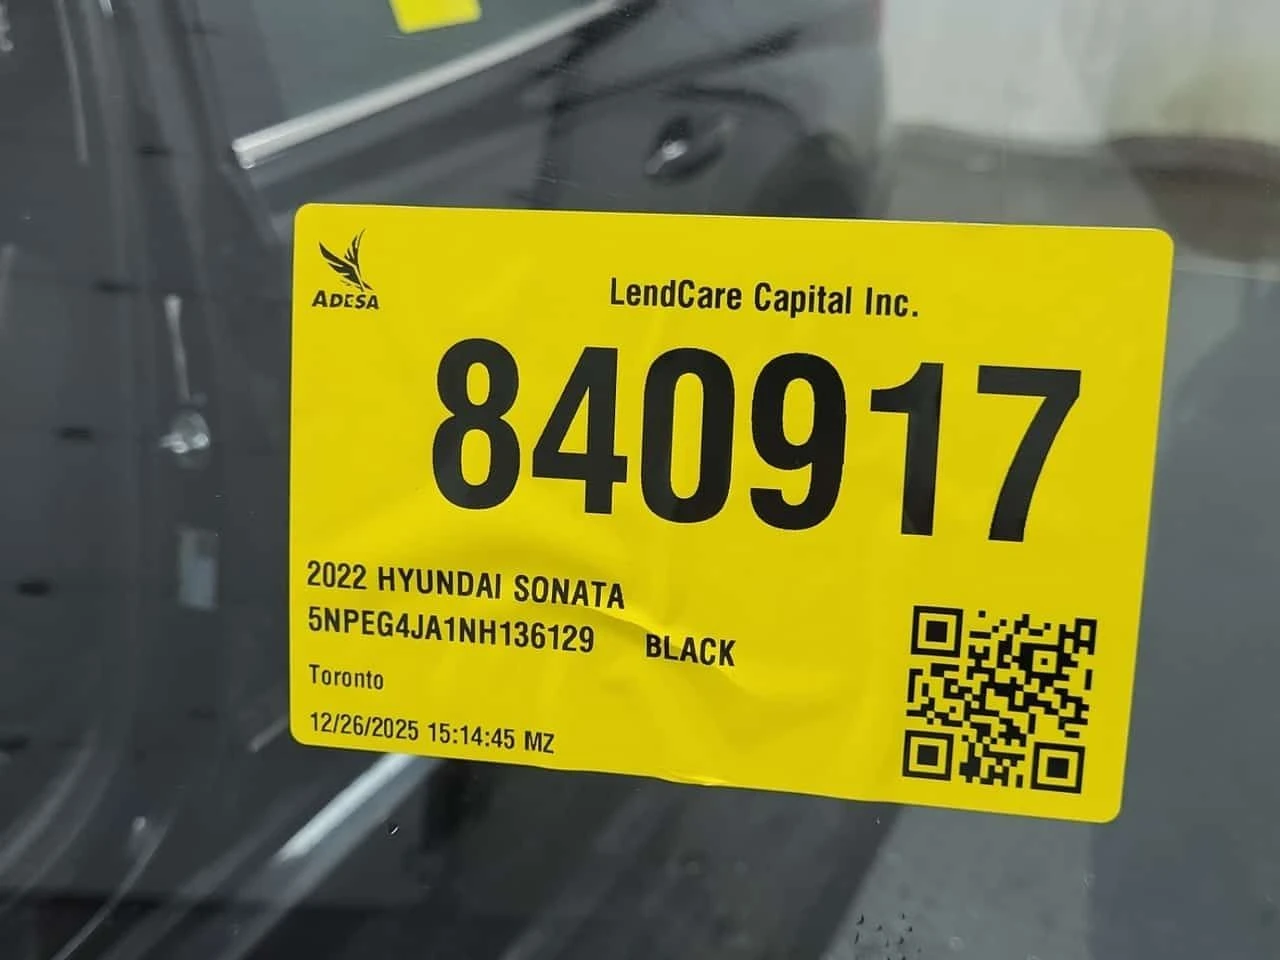 ADESA
LendCare Capital Inc.
840917
2022 HYUNDAI SONATA
5NPEG4JA1NH136129 BLACK
Toronto
12/26/2025 15:14:45 MZ